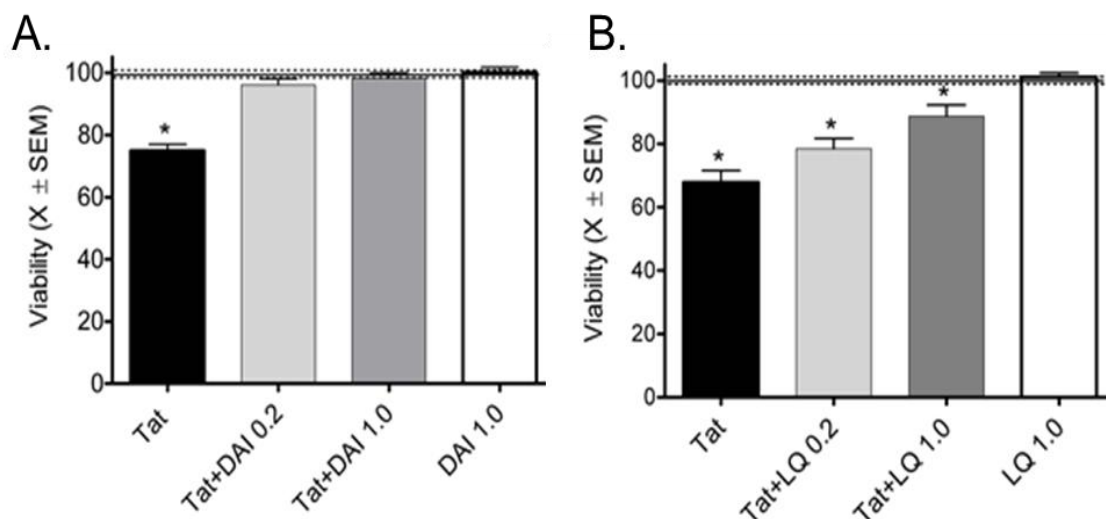 A.
Viability (X ± SEM)
100
80
60
40
20
0
*
Tat
Tat+DAI 0.2
Tat+DAI 1.0
DAI 1.0
B.
Viability (X ± SEM)
100
80
60
40
20
0
*
*
*
Tat
Tat+LQ 0.2
Tat+LQ 1.0
LQ 1.0